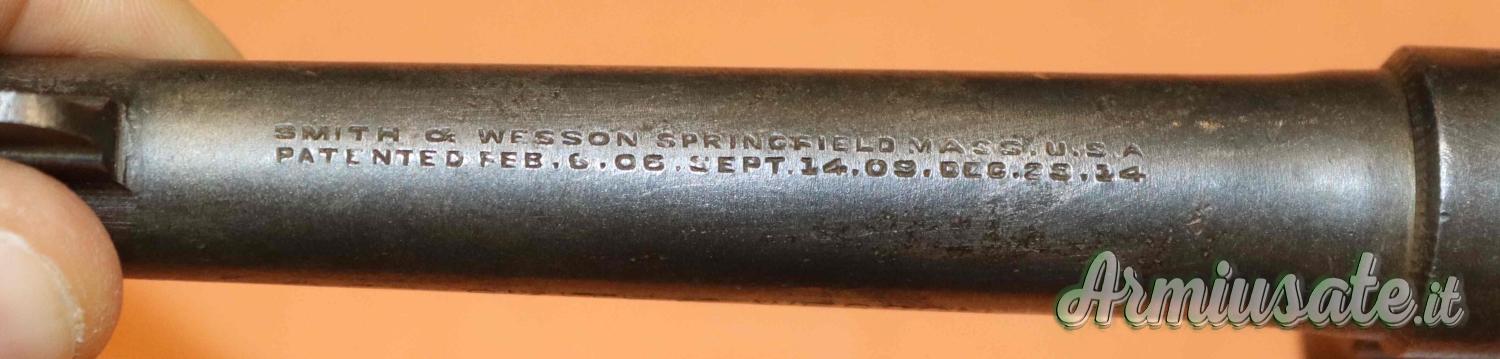 SMITH & WESSON SPRINGFIELD MASS. U.S.A
PATENTED FEB. 6. 06. SEPT. 14. 09. DEC. 29. 14
Armiusate.it